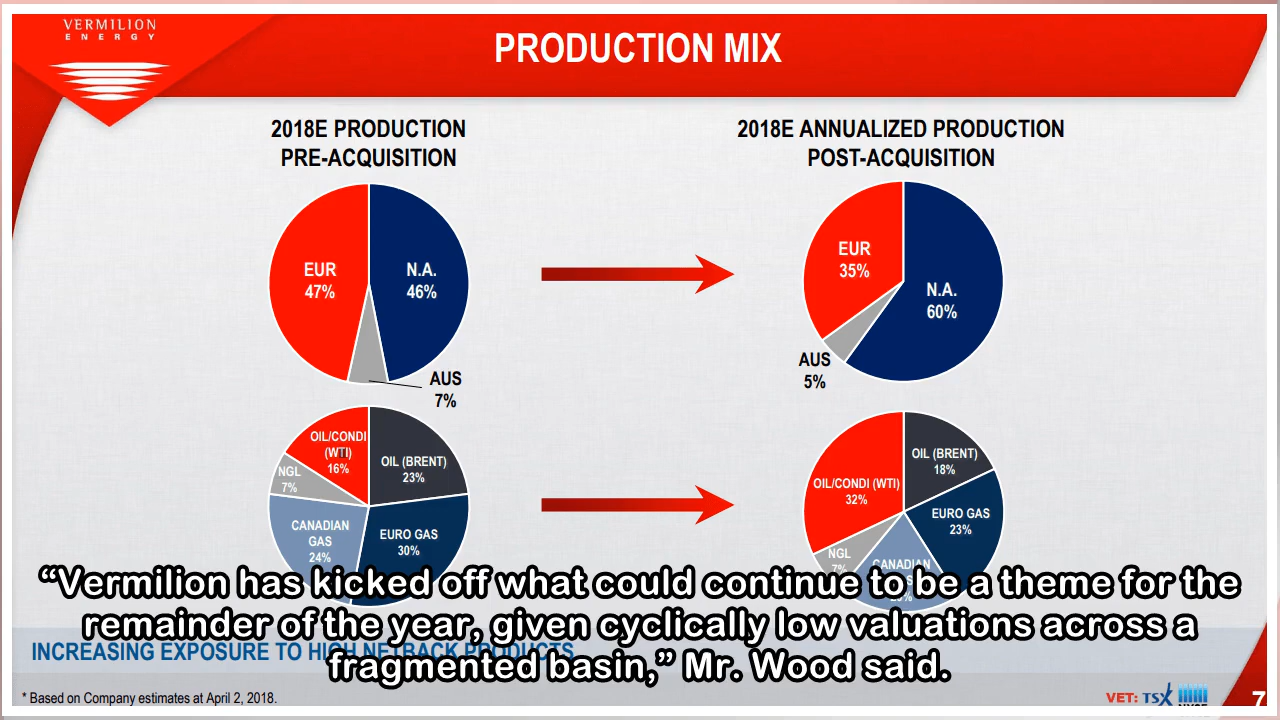 VERMILION
ENERGY
PRODUCTION MIX
2018E PRODUCTION
PRE-ACQUISITION
2018E ANNUALIZED PRODUCTION
POST-ACQUISITION
EUR
47%
N.A.
46%
AUS
7%
EUR
35%
N.A.
60%
AUS
5%
OIL/CONDI
(WTI)
16%
OIL (BRENT)
23%
NGL
7%
CANADIAN
GAS
24%
EURO GAS
30%
OIL/CONDI (WTI)
32%
OIL (BRENT)
18%
EURO GAS
23%
NGL
7%
CANADIAN
“Vermilion has kicked off what could continue to be a theme for the
remainder of the year, given cyclically low valuations across a
fragmented basin,” Mr. Wood said.
INCREASING EXPOSURE TO HIGH NETBACK PRODUCTS
* Based on Company estimates at April 2, 2018.
VET: TSX
NYSE
7